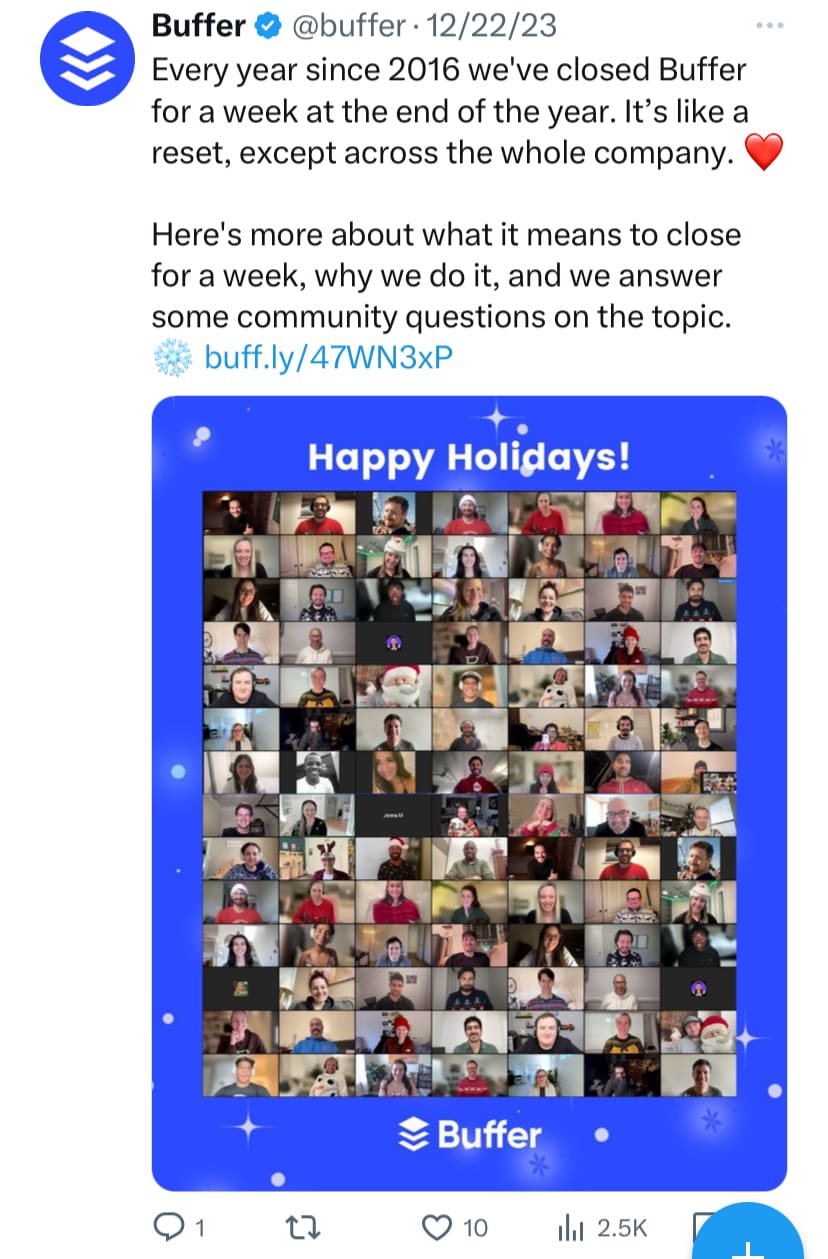 Buffer @buffer · 12/22/23
Every year since 2016 we've closed Buffer
for a week at the end of the year. It’s like a
reset, except across the whole company. ❤️
Here's more about what it means to close
for a week, why we do it, and we answer
some community questions on the topic.
❄️ buff.ly/47WN3xP
Happy Holidays!
Buffer
1 10 2.5K